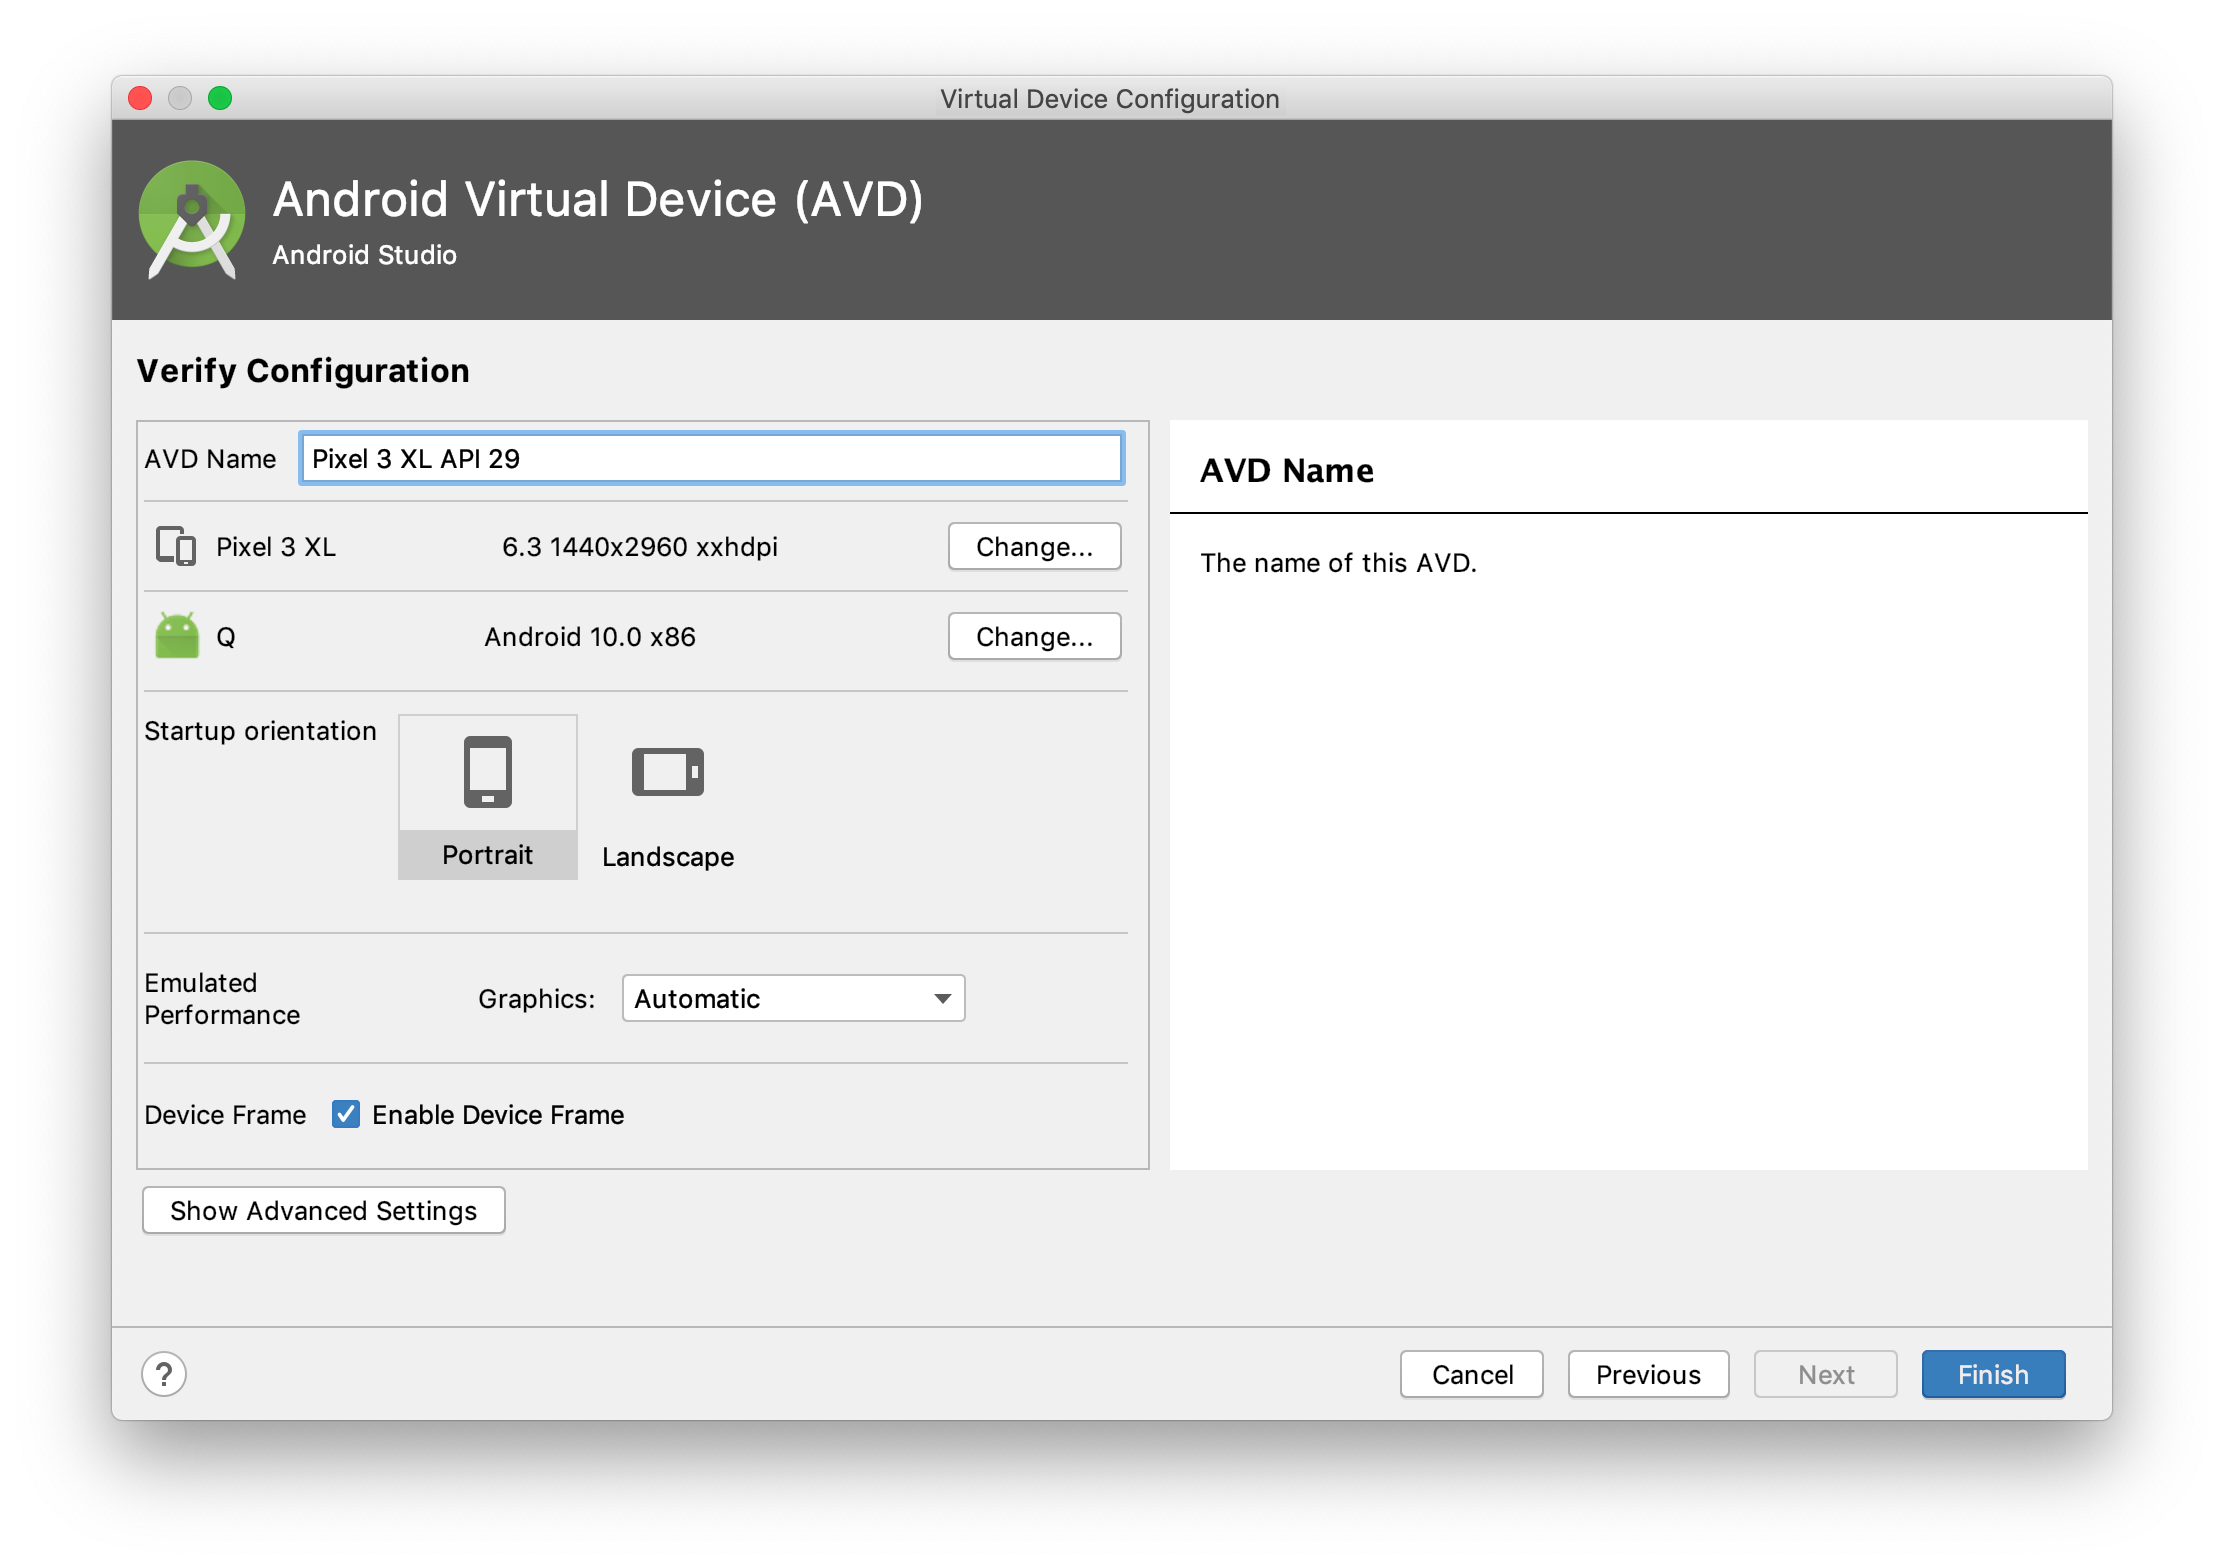 Virtual Device Configuration
Android Virtual Device (AVD)
Android Studio
Verify Configuration
AVD Name Pixel 3 XL API 29
Pixel 3 XL 6.3 1440x2960 xxhdpi Change...
Q Android 10.0 x86 Change...
Startup orientation
Portrait Landscape
Emulated
Performance
Graphics: Automatic
Device Frame Enable Device Frame
Show Advanced Settings
AVD Name
The name of this AVD.
? Cancel Previous Next Finish